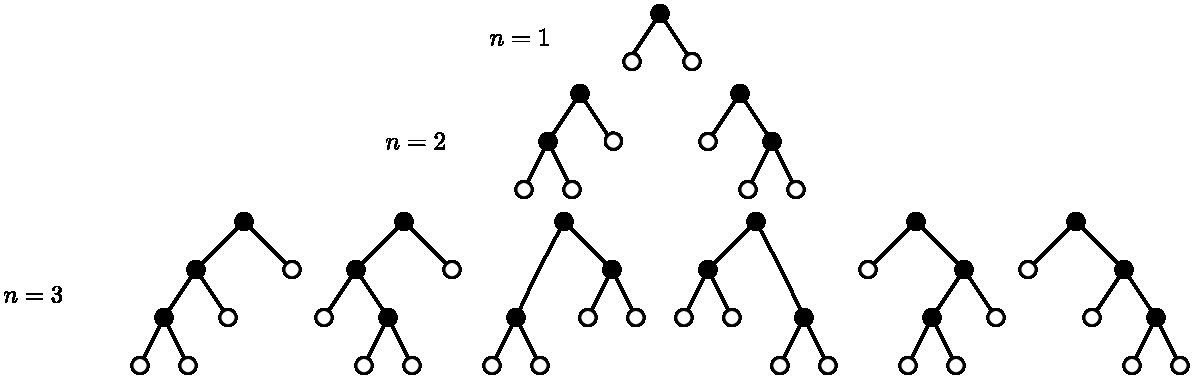 n = 1
n = 2
n = 3